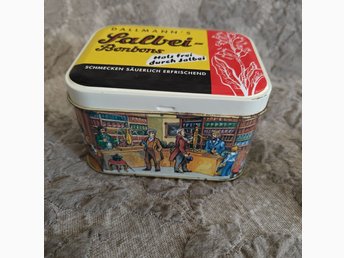 DALLMANN'S
Salbei-
Bonbons
Hals frei
durch Salbei
SCHMECKEN SÄUERLICH ERFRISCHEND